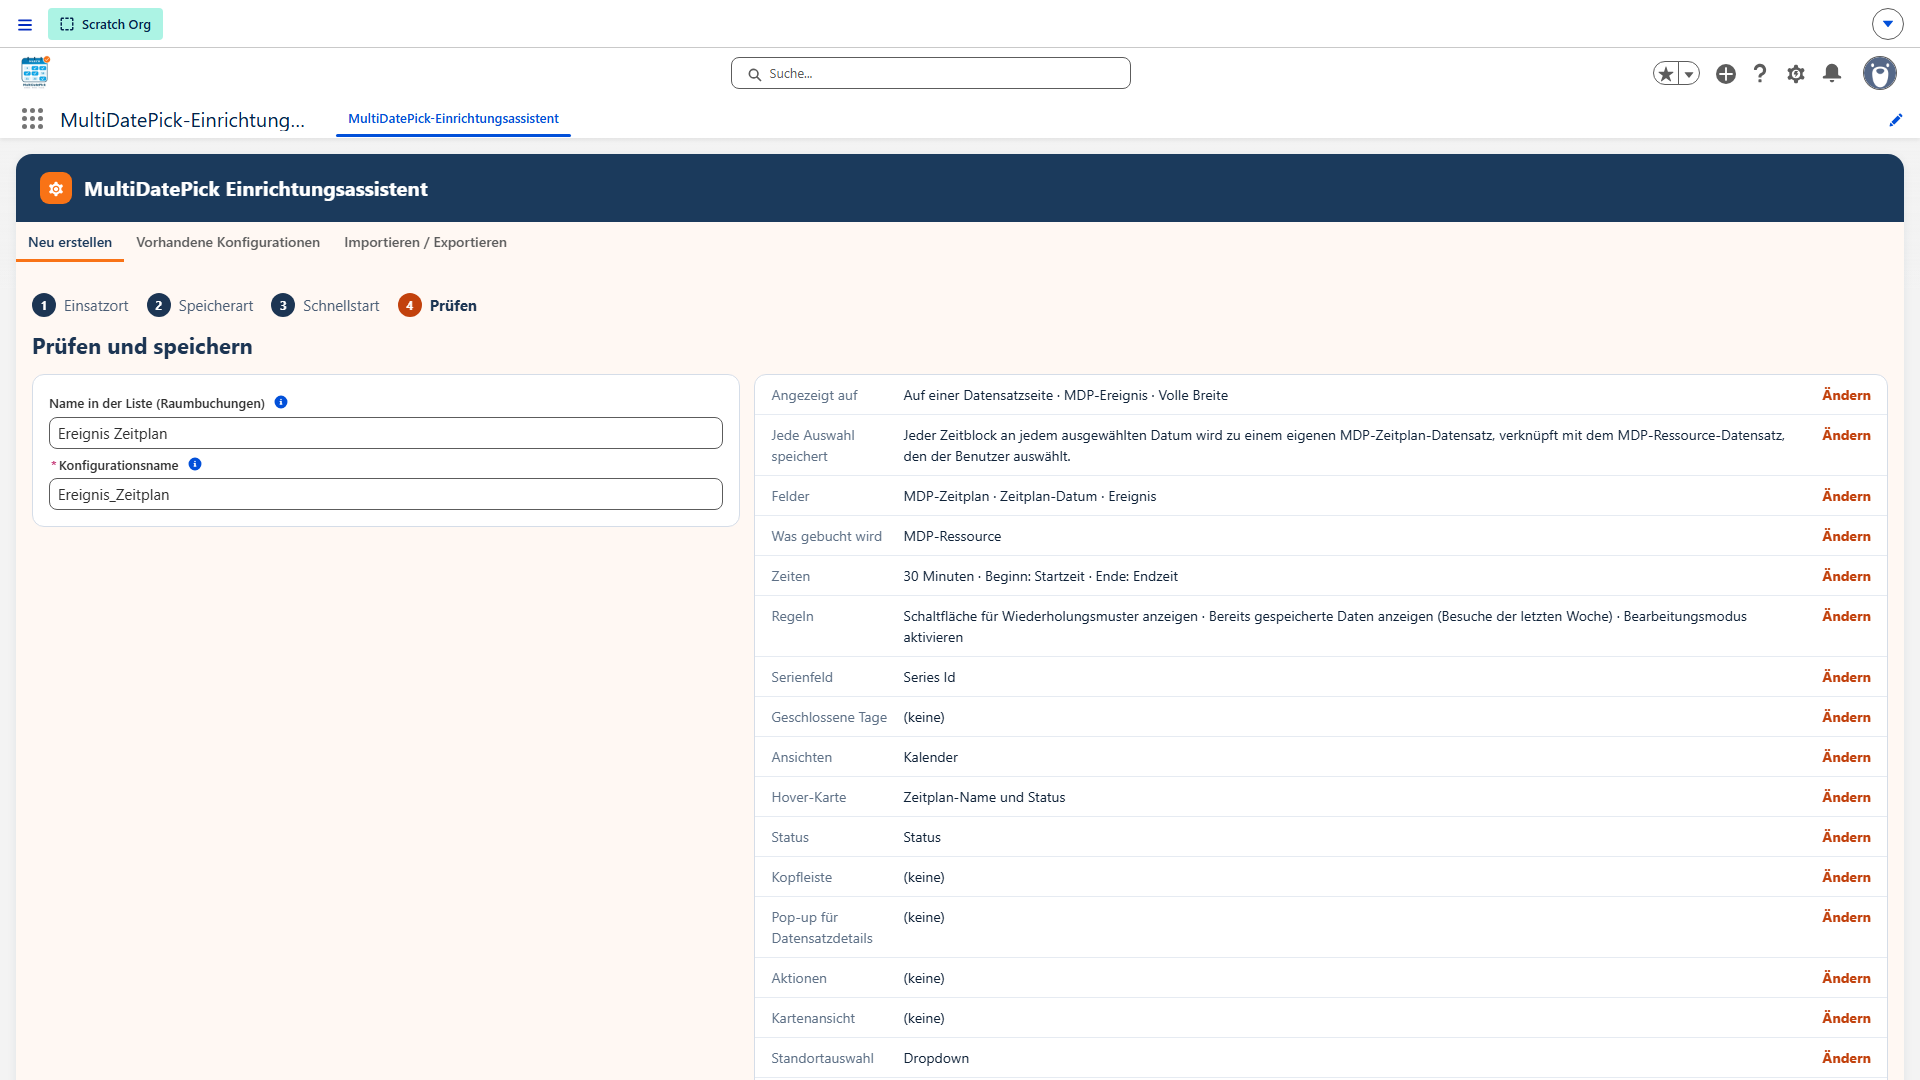 Scratch Org
Suche...
MultiDatePick-Einrichtung...
MultiDatePick-Einrichtungsassistent
MultiDatePick Einrichtungsassistent
Neu erstellen
Vorhandene Konfigurationen
Importieren / Exportieren
1 Einsatzort
2 Speicherart
3 Schnellstart
4 Prüfen
Prüfen und speichern
Name in der Liste (Raumbuchungen)
Ereignis Zeitplan
*Konfigurationsname
Ereignis_Zeitplan
Angezeigt auf
Auf einer Datensatzseite · MDP-Ereignis · Volle Breite
Ändern
Jede Auswahl
speichert
Jeder Zeitblock an jedem ausgewählten Datum wird zu einem eigenen MDP-Zeitplan-Datensatz, verknüpft mit dem MDP-Ressource-Datensatz,
den der Benutzer auswählt.
Ändern
Felder
MDP-Zeitplan · Zeitplan-Datum · Ereignis
Ändern
Was gebucht wird
MDP-Ressource
Ändern
Zeiten
30 Minuten · Beginn: Startzeit · Ende: Endzeit
Ändern
Regeln
Schaltfläche für Wiederholungsmuster anzeigen · Bereits gespeicherte Daten anzeigen (Besuche der letzten Woche) · Bearbeitungsmodus
aktivieren
Ändern
Serienfeld
Series Id
Ändern
Geschlossene Tage
(keine)
Ändern
Ansichten
Kalender
Ändern
Hover-Karte
Zeitplan-Name und Status
Ändern
Status
Status
Ändern
Kopfleiste
(keine)
Ändern
Pop-up für
Datensatzdetails
(keine)
Ändern
Aktionen
(keine)
Ändern
Kartenansicht
(keine)
Ändern
Standortauswahl
Dropdown
Ändern